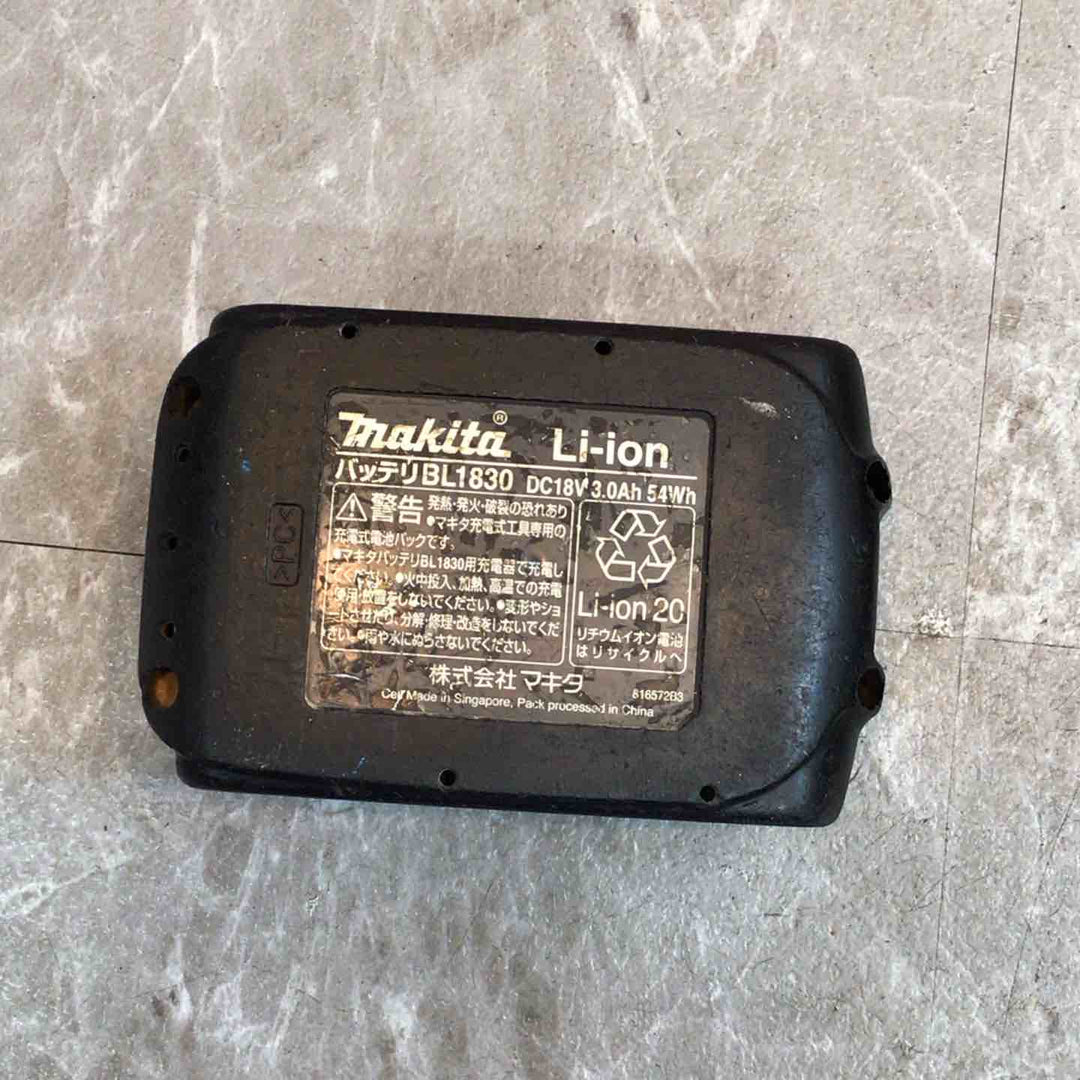 makita® Li-ion
バッテリBL1830 DC18V 3.0Ah 54Wh
警告 発熱・発火・破裂の恐れあり
●マキタ充電式工具専用の
充電式電池パックです。
●マキタバッテリBL1830用充電器で充電し
てください。●火中投入、加熱、高温での充電
・使用・放置をしないでください。●変形やショ
ートさせたり、分解・修理・改造をしないでくだ
さい。●雨や水にぬらさないでください。
Li-ion 20
リチウムイオン電池
はリサイクルへ
株式会社マキタ
816572B3
Cell Made in Singapore, Pack processed in China
>PC<